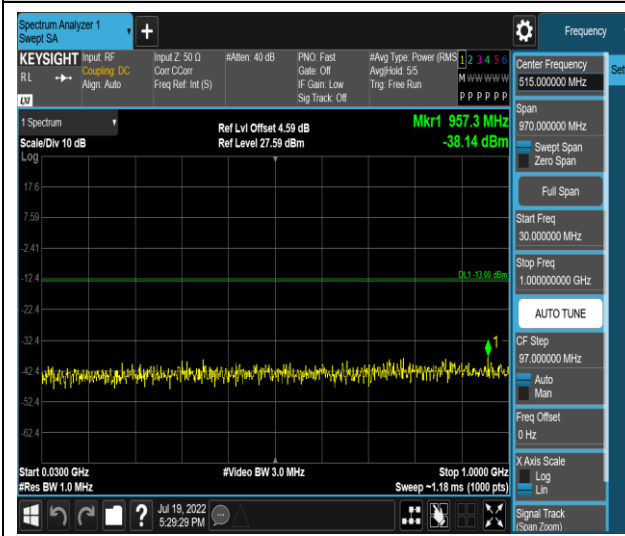 Spectrum Analyzer 1
Swept SA
+
Frequency
KEYSIGHT
RL
LXI
Input: RF
Coupling: DC
Align: Auto
Input Z: 50 Ω
Corr CCorr
Freq Ref: Int (S)
#Atten: 40 dB
PNO: Fast
Gate: Off
IF Gain: Low
Sig Track: Off
#Avg Type: Power (RMS
Avg|Hold: 5/5
Trig: Free Run
1 2 3 4 5 6
M W W W W W
P P P P P P
1 Spectrum
Scale/Div 10 dB
Log
Ref Lvl Offset 4.59 dB
Ref Level 27.59 dBm
Mkr1 957.3 MHz
-38.14 dBm
17.6
7.59
-2.41
-12.4
DL1 -13.00 dBm
-22.4
-32.4
1
-42.4
-52.4
-62.4
Start 0.0300 GHz
#Video BW 3.0 MHz
Stop 1.0000 GHz
#Res BW 1.0 MHz
Sweep ~1.18 ms (1000 pts)
Center Frequency
515.000000 MHz
Set
Span
970.000000 MHz
Swept Span
Zero Span
Full Span
Start Freq
30.000000 MHz
Stop Freq
1.00000000 GHz
AUTO TUNE
CF Step
97.000000 MHz
Auto
Man
Freq Offset
0 Hz
X Axis Scale
Log
Lin
Signal Track
(Span Zoom)
?
Jul 19, 2022
5:29:29 PM